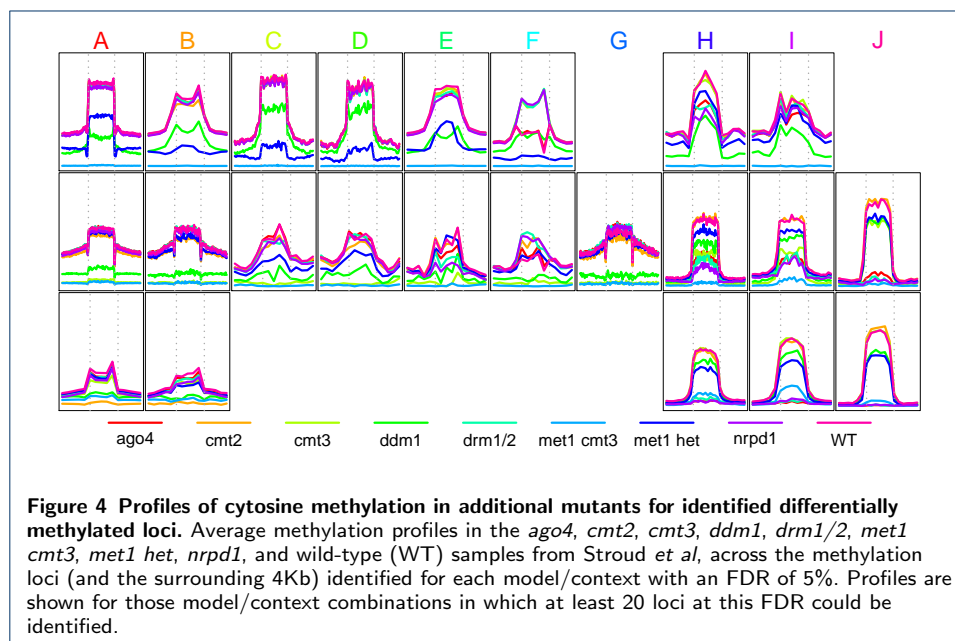 A B C D E F G H I J
ago4 cmt2 cmt3 ddm1 drm1/2 met1 cmt3 met1 het nrpd1 WT
Figure 4 Profiles of cytosine methylation in additional mutants for identified differentially
methylated loci. Average methylation profiles in the ago4, cmt2, cmt3, ddm1, drm1/2, met1
cmt3, met1 het, nrpd1, and wild-type (WT) samples from Stroud et al, across the methylation
loci (and the surrounding 4Kb) identified for each model/context with an FDR of 5%. Profiles are
shown for those model/context combinations in which at least 20 loci at this FDR could be
identified.